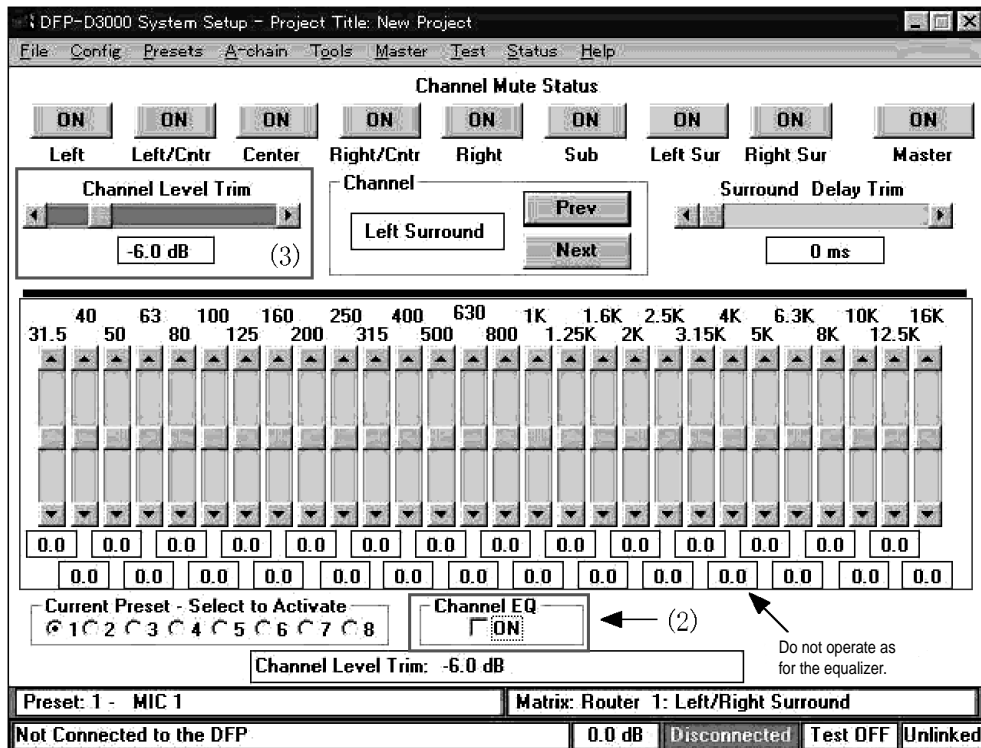 DFP-D3000 System Setup - Project Title: New Project
File Config Presets A-chain Tools Master Test Status Help
Channel Mute Status
ON ON ON ON ON ON ON ON ON
Left Left/Cntr Center Right/Cntr Right Sub Left Sur Right Sur Master
Channel Level Trim
-6.0 dB
(3)
Channel
Left Surround
Prev
Next
Surround Delay Trim
0 ms
40 63 100 160 250 400 630 1K 1.6K 2.5K 4K 6.3K 10K 16K
31.5 50 80 125 200 315 500 800 1.25K 2K 3.15K 5K 8K 12.5K
0.0 0.0 0.0 0.0 0.0 0.0 0.0 0.0 0.0 0.0 0.0 0.0 0.0 0.0
0.0 0.0 0.0 0.0 0.0 0.0 0.0 0.0 0.0 0.0 0.0 0.0 0.0 0.0
Current Preset - Select to Activate
1 2 3 4 5 6 7 8
Channel EQ
ON
(2)
Do not operate as
for the equalizer.
Channel Level Trim: -6.0 dB
Preset: 1 - MIC 1
Matrix: Router 1: Left/Right Surround
Not Connected to the DFP
0.0 dB
Disconnected
Test OFF
Unlinked